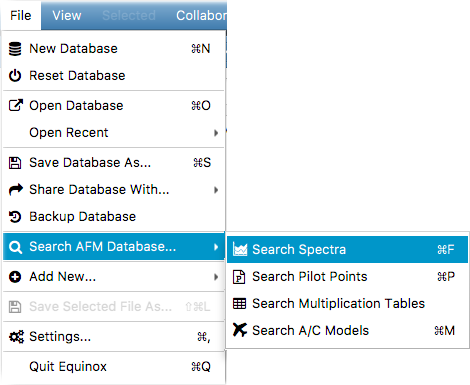 File View Selected Collabor
New Database ⌘N
Reset Database
Open Database ⌘O
Open Recent
Save Database As... ⌘S
Share Database With...
Backup Database
Search AFM Database...
Search Spectra ⌘F
Add New...
Search Pilot Points ⌘P
Save Selected File As... ⇧⌘L
Search Multiplication Tables
Settings... ⌘,
Search A/C Models ⌘M
Quit Equinox ⌘Q